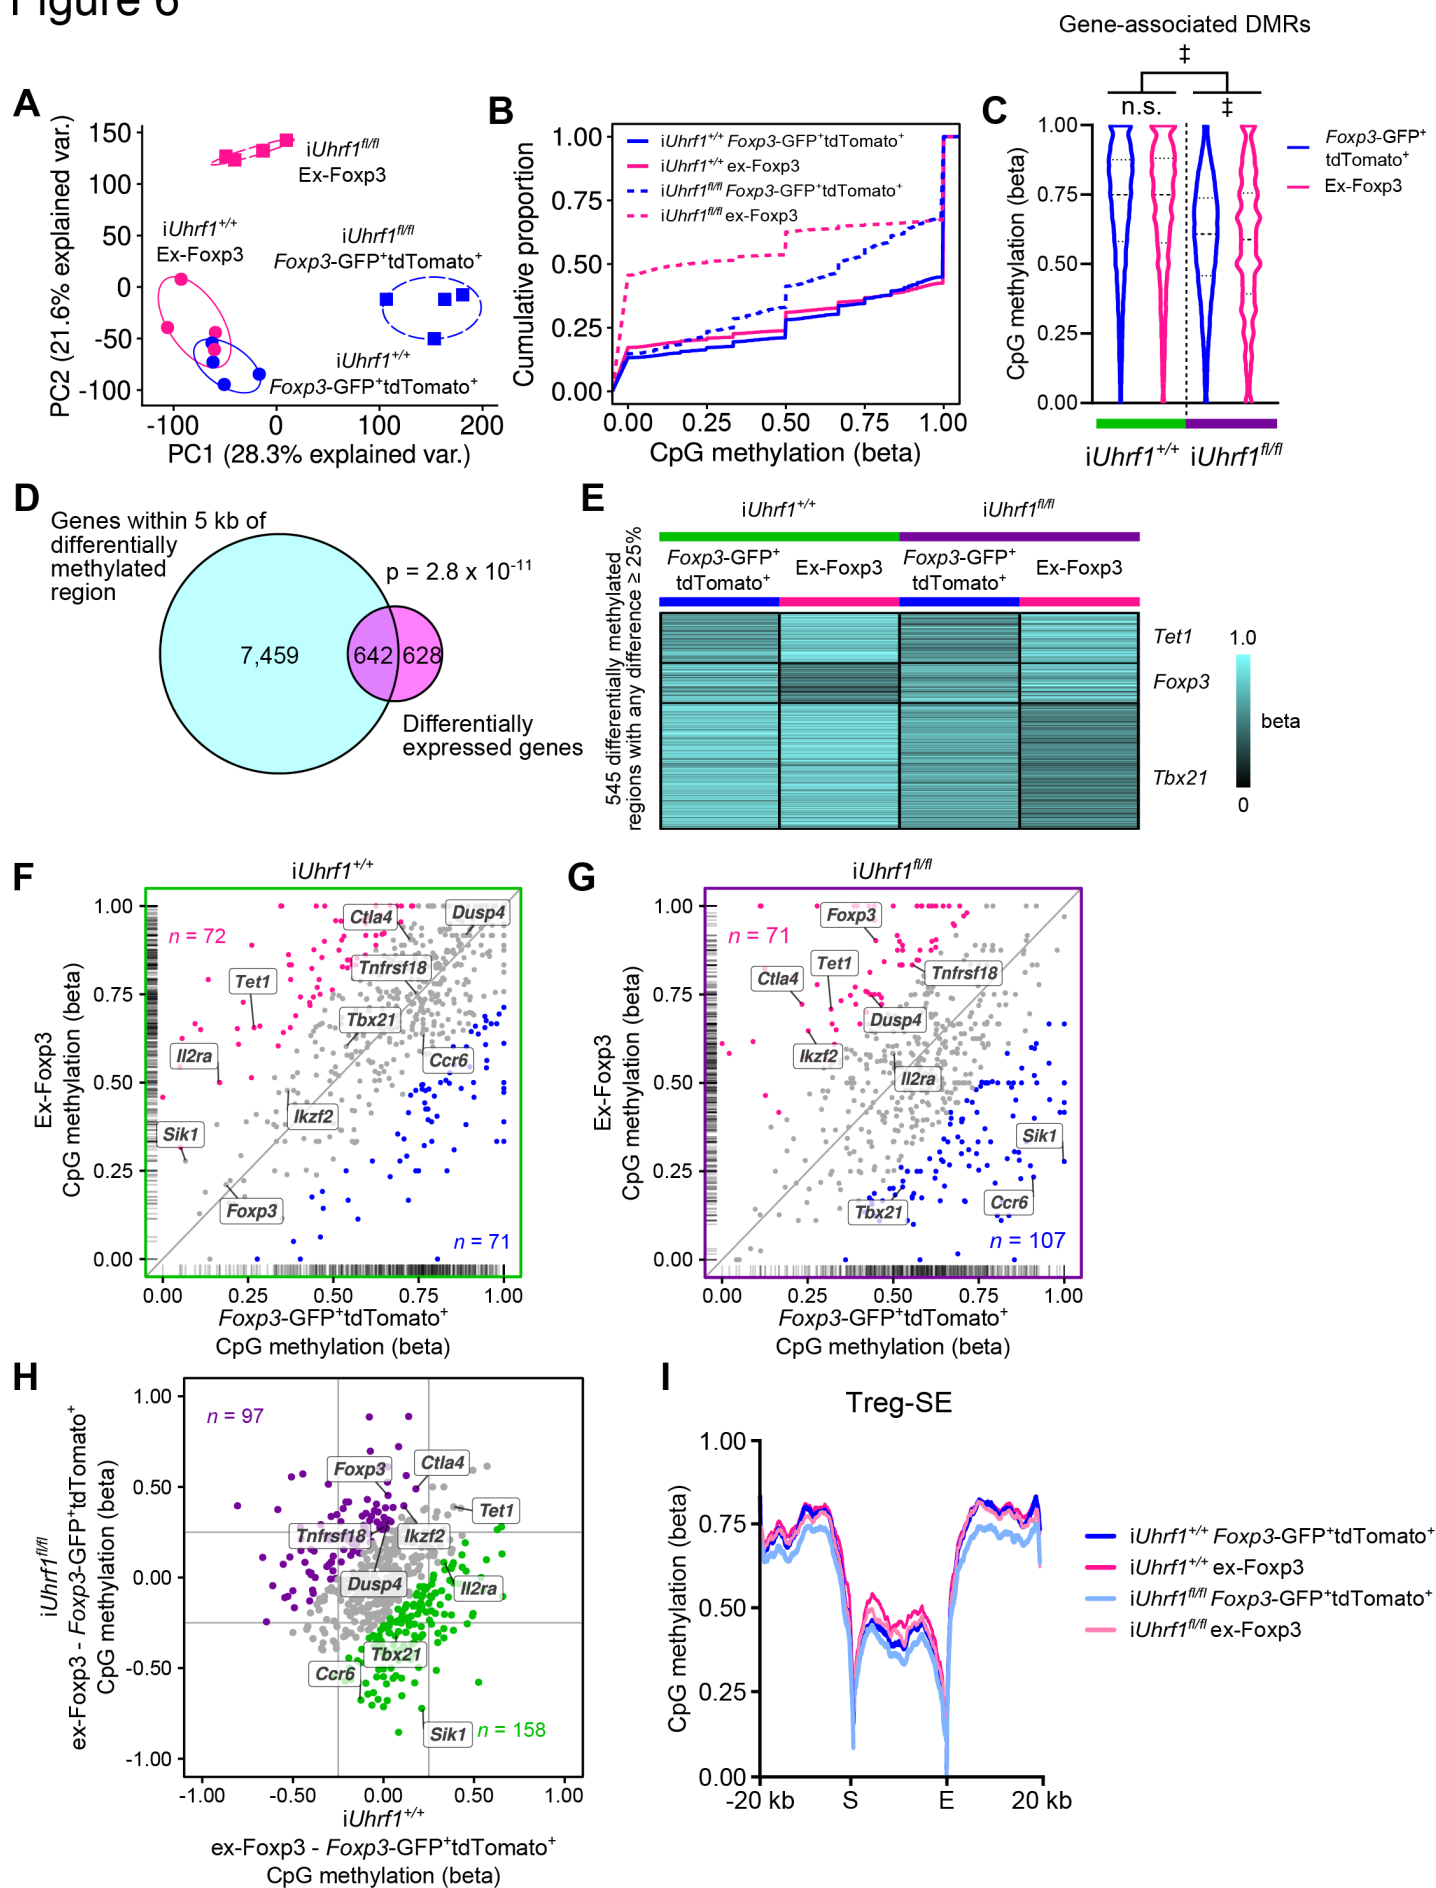 Figure 6
A
150
100
50
0
-50
-100
-100
0
100
200
PC2 (21.6% explained var.)
PC1 (28.3% explained var.)
iUhrf1fl/fl
Ex-Foxp3
iUhrf1+/+
Ex-Foxp3
iUhrf1fl/fl
Foxp3-GFP+tdTomato+
iUhrf1+/+
Foxp3-GFP+tdTomato+
B
Cumulative proportion
1.00
0.75
0.50
0.25
0.00
0.00
0.25
0.50
0.75
1.00
CpG methylation (beta)
iUhrf1+/+ Foxp3-GFP+tdTomato+
iUhrf1+/+ ex-Foxp3
iUhrf1fl/fl Foxp3-GFP+tdTomato+
iUhrf1fl/fl ex-Foxp3
Gene-associated DMRs
‡
C
n.s.
‡
CpG methylation (beta)
1.00
0.75
0.50
0.25
0.00
iUhrf1+/+
iUhrf1fl/fl
Foxp3-GFP+
tdTomato+
Ex-Foxp3
D
Genes within 5 kb of
differentially
methylated
region
p = 2.8 x 10-11
7,459
642
628
Differentially
expressed genes
E
iUhrf1+/+
iUhrf1fl/fl
Foxp3-GFP+
tdTomato+
Ex-Foxp3
Foxp3-GFP+
tdTomato+
Ex-Foxp3
545 differentially methylated
regions with any difference ≥ 25%
Tet1
Foxp3
Tbx21
1.0
beta
0
F
iUhrf1+/+
Ex-Foxp3
CpG methylation (beta)
1.00
0.75
0.50
0.25
0.00
n = 72
Ctla4
Dusp4
Tet1
Tnfrsf18
Tbx21
Il2ra
Ccr6
Ikzf2
Sik1
Foxp3
n = 71
0.00
0.25
0.50
0.75
1.00
Foxp3-GFP+tdTomato+
CpG methylation (beta)
G
iUhrf1fl/fl
Ex-Foxp3
CpG methylation (beta)
1.00
0.75
0.50
0.25
0.00
n = 71
Foxp3
Ctla4
Tet1
Tnfrsf18
Dusp4
Ikzf2
Il2ra
Sik1
Tbx21
Ccr6
n = 107
0.00
0.25
0.50
0.75
1.00
Foxp3-GFP+tdTomato+
CpG methylation (beta)
H
iUhrf1fl/fl
ex-Foxp3 - Foxp3-GFP+tdTomato+
CpG methylation (beta)
1.00
0.50
0.00
-0.50
-1.00
n = 97
Foxp3
Ctla4
Tet1
Tnfrsf18
Ikzf2
Dusp4
Il2ra
Tbx21
Ccr6
Sik1
n = 158
-1.00
-0.50
0.00
0.50
1.00
iUhrf1+/+
ex-Foxp3 - Foxp3-GFP+tdTomato+
CpG methylation (beta)
I
Treg-SE
CpG methylation (beta)
1.00
0.75
0.50
0.25
0.00
-20 kb
S
E
20 kb
iUhrf1+/+ Foxp3-GFP+tdTomato+
iUhrf1+/+ ex-Foxp3
iUhrf1fl/fl Foxp3-GFP+tdTomato+
iUhrf1fl/fl ex-Foxp3